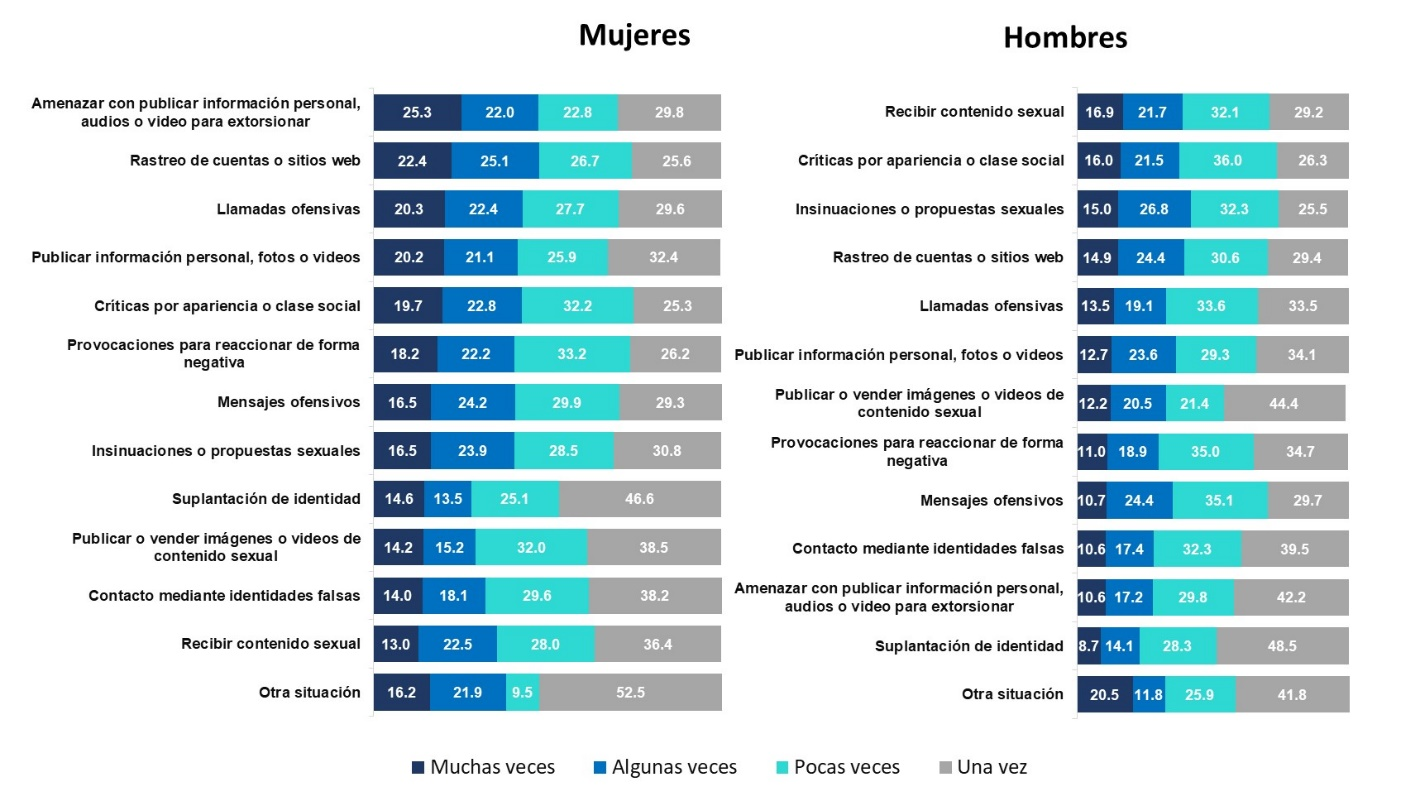 Mujeres
Amenazar con publicar información personal,
audios o video para extorsionar
25.3 22.0 22.8 29.8
Rastreo de cuentas o sitios web
22.4 25.1 26.7 25.6
Llamadas ofensivas
20.3 22.4 27.7 29.6
Publicar información personal, fotos o videos
20.2 21.1 25.9 32.4
Críticas por apariencia o clase social
19.7 22.8 32.2 25.3
Provocaciones para reaccionar de forma
negativa
18.2 22.2 33.2 26.2
Mensajes ofensivos
16.5 24.2 29.9 29.3
Insinuaciones o propuestas sexuales
16.5 23.9 28.5 30.8
Suplantación de identidad
14.6 13.5 25.1 46.6
Publicar o vender imágenes o videos de
contenido sexual
14.2 15.2 32.0 38.5
Contacto mediante identidades falsas
14.0 18.1 29.6 38.2
Recibir contenido sexual
13.0 22.5 28.0 36.4
Otra situación
16.2 21.9 9.5 52.5
Hombres
Recibir contenido sexual
16.9 21.7 32.1 29.2
Críticas por apariencia o clase social
16.0 21.5 36.0 26.3
Insinuaciones o propuestas sexuales
15.0 26.8 32.3 25.5
Rastreo de cuentas o sitios web
14.9 24.4 30.6 29.4
Llamadas ofensivas
13.5 19.1 33.6 33.5
Publicar información personal, fotos o videos
12.7 23.6 29.3 34.1
Publicar o vender imágenes o videos de
contenido sexual
12.2 20.5 21.4 44.4
Provocaciones para reaccionar de forma
negativa
11.0 18.9 35.0 34.7
Mensajes ofensivos
10.7 24.4 35.1 29.7
Contacto mediante identidades falsas
10.6 17.4 32.3 39.5
Amenazar con publicar información personal,
audios o video para extorsionar
10.6 17.2 29.8 42.2
Suplantación de identidad
8.7 14.1 28.3 48.5
Otra situación
20.5 11.8 25.9 41.8
Muchas veces Algunas veces Pocas veces Una vez